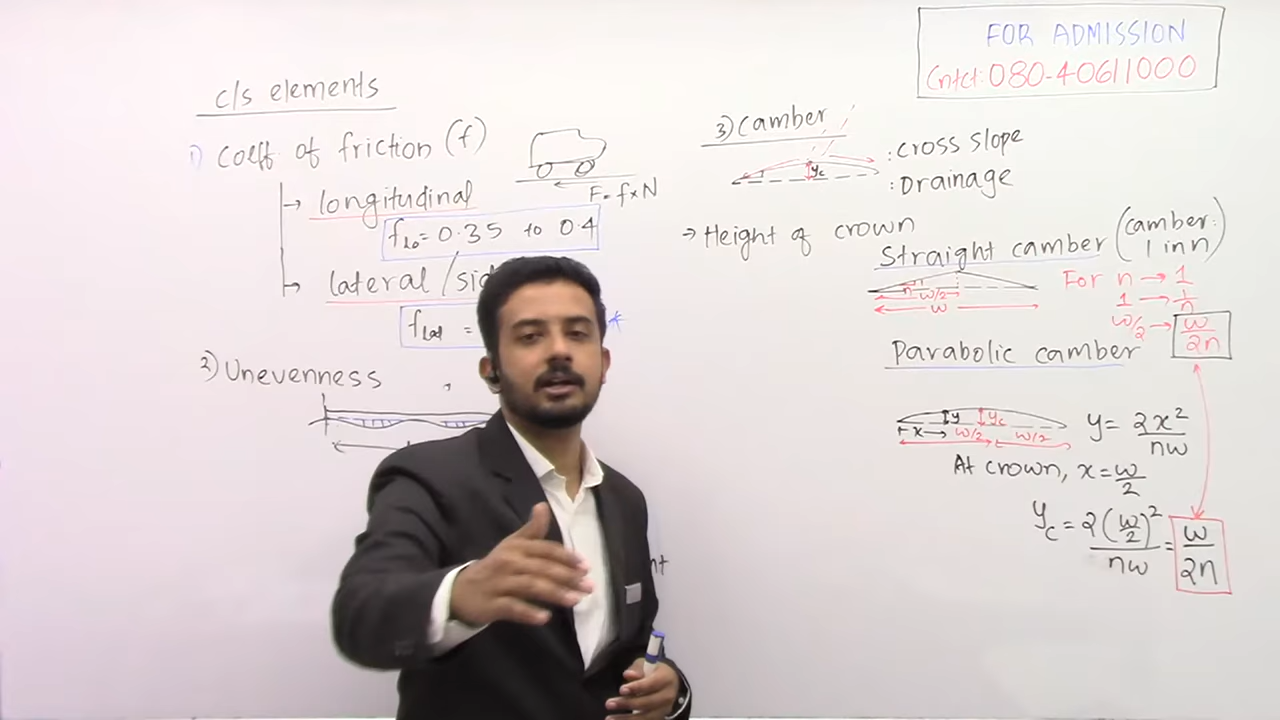 FOR ADMISSION
Cntct: 080-40611000
c/s elements
1) Coeff of friction (f)
F = f×N
→ longitudinal
f_lo = 0.35 to 0.4
→ lateral /
f_lat =
2) Unevenness
3) Camber
y_c
: Cross slope
: Drainage
→ Height of crown
Straight camber (camber: 1 in n)
n
1
w/2
w
For n → 1
1 → 1/n
w/2 → w/2n
Parabolic camber
y
y_c
x →
w/2
w/2
y = 2x²/nw
At crown, x = w/2
y_c = 2(w/2)²/nw = w/2n